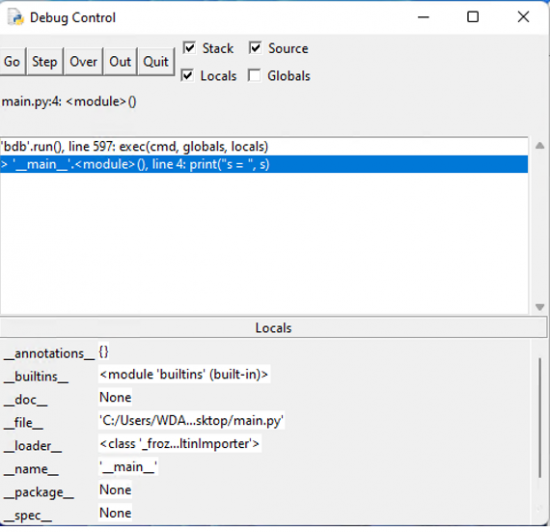 Debug Control
Go Step Over Out Quit Stack Source
Locals Globals
main.py:4: <module>()
'bdb'.run(), line 597: exec(cmd, globals, locals)
> '__main__'.<module>(), line 4: print("s = ", s)
Locals
__annotations__ {}
__builtins__ <module 'builtins' (built-in)>
__doc__ None
__file__ 'C:/Users/WDA...sktop/main.py'
__loader__ <class '_froz...ltinImporter'>
__name__ '__main__'
__package__ None
__spec__ None